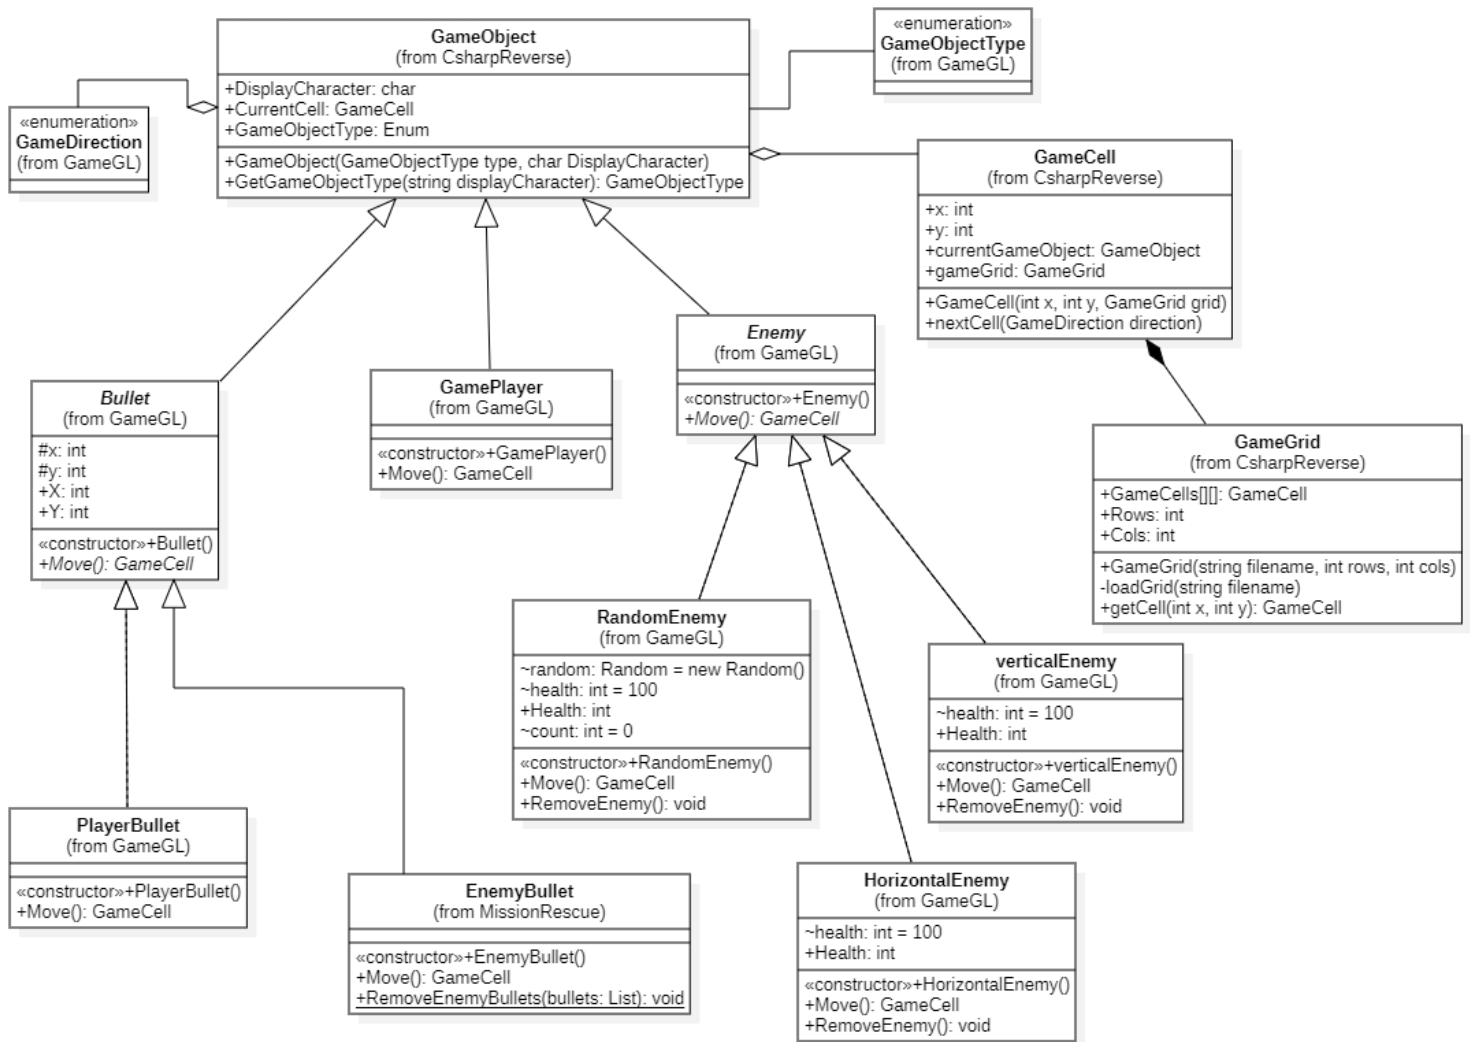 GameObject
(from CsharpReverse)
+DisplayCharacter: char
+CurrentCell: GameCell
+GameObjectType: Enum
+GameObject(GameObjectType type, char DisplayCharacter)
+GetGameObjectType(string displayCharacter): GameObjectType
«enumeration»
GameObjectType
(from GameGL)
«enumeration»
GameDirection
(from GameGL)
GameCell
(from CsharpReverse)
+x: int
+y: int
+currentGameObject: GameObject
+gameGrid: GameGrid
+GameCell(int x, int y, GameGrid grid)
+nextCell(GameDirection direction)
Enemy
(from GameGL)
«constructor»+Enemy()
+Move(): GameCell
GamePlayer
(from GameGL)
«constructor»+GamePlayer()
+Move(): GameCell
Bullet
(from GameGL)
#x: int
#y: int
+X: int
+Y: int
«constructor»+Bullet()
+Move(): GameCell
GameGrid
(from CsharpReverse)
+GameCells[][]: GameCell
+Rows: int
+Cols: int
+GameGrid(string filename, int rows, int cols)
-loadGrid(string filename)
+getCell(int x, int y): GameCell
RandomEnemy
(from GameGL)
~random: Random = new Random()
~health: int = 100
+Health: int
~count: int = 0
«constructor»+RandomEnemy()
+Move(): GameCell
+RemoveEnemy(): void
verticalEnemy
(from GameGL)
~health: int = 100
+Health: int
«constructor»+verticalEnemy()
+Move(): GameCell
+RemoveEnemy(): void
PlayerBullet
(from GameGL)
«constructor»+PlayerBullet()
+Move(): GameCell
EnemyBullet
(from MissionRescue)
«constructor»+EnemyBullet()
+Move(): GameCell
+RemoveEnemyBullets(bullets: List): void
HorizontalEnemy
(from GameGL)
~health: int = 100
+Health: int
«constructor»+HorizontalEnemy()
+Move(): GameCell
+RemoveEnemy(): void